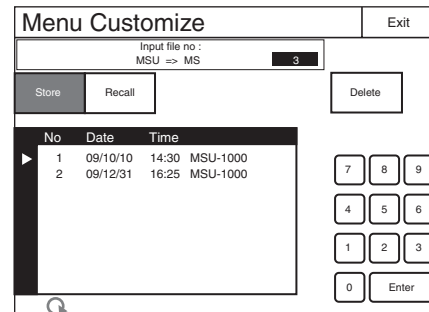 Menu Customize
Exit
Input file no :
MSU => MS
3
Store
Recall
Delete
No Date Time
1 09/10/10 14:30 MSU-1000
2 09/12/31 16:25 MSU-1000
7 8 9
4 5 6
1 2 3
0 Enter